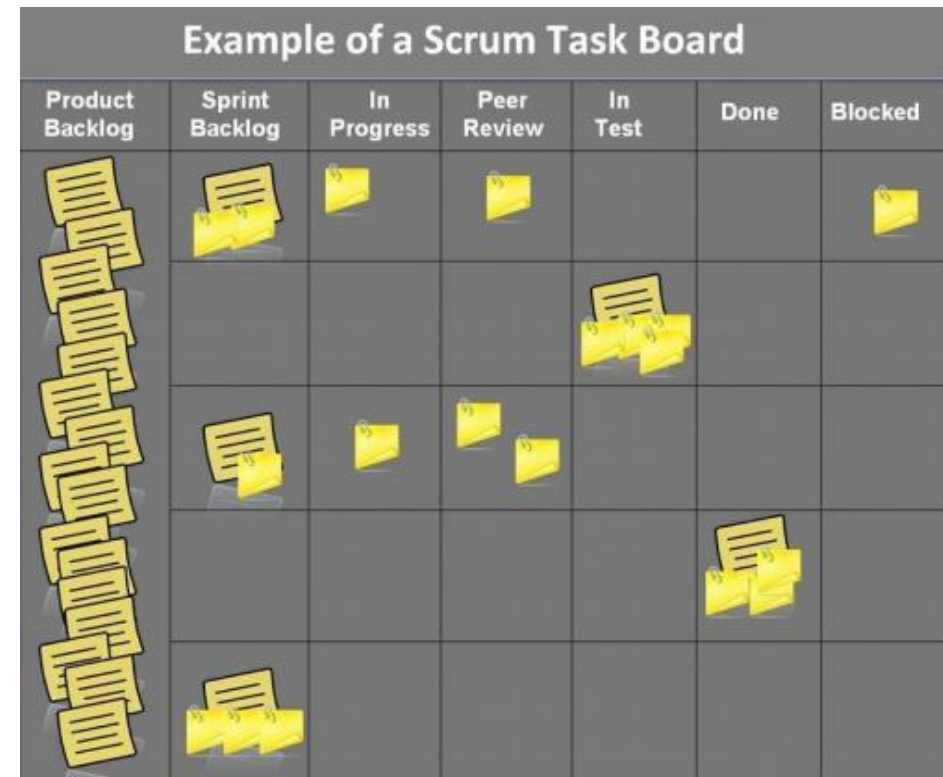 Example of a Scrum Task Board
Product
Backlog
Sprint
Backlog
In
Progress
Peer
Review
In
Test
Done
Blocked